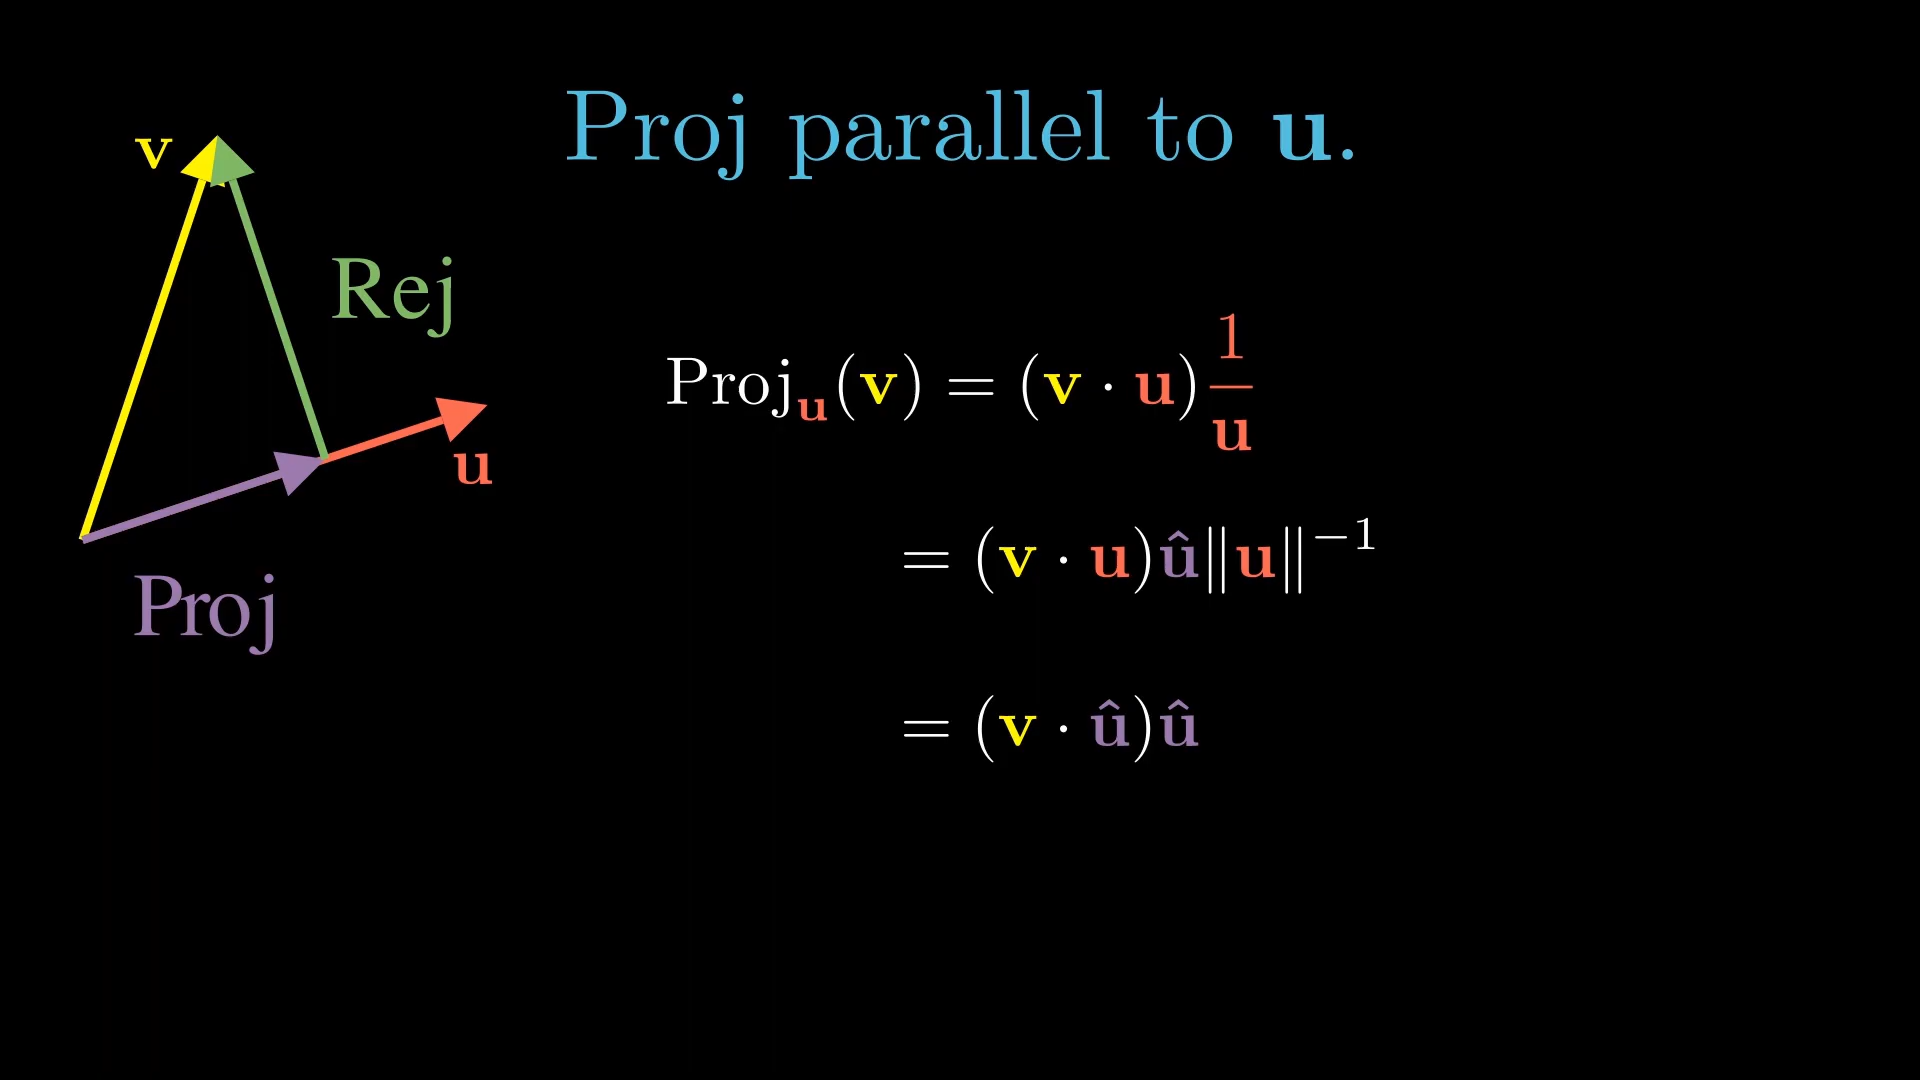 Proj parallel to u.
v
Rej
u
Proj
Proj_u(v) = (v · u) 1/u
= (v · u)û‖u‖⁻¹
= (v · û)û